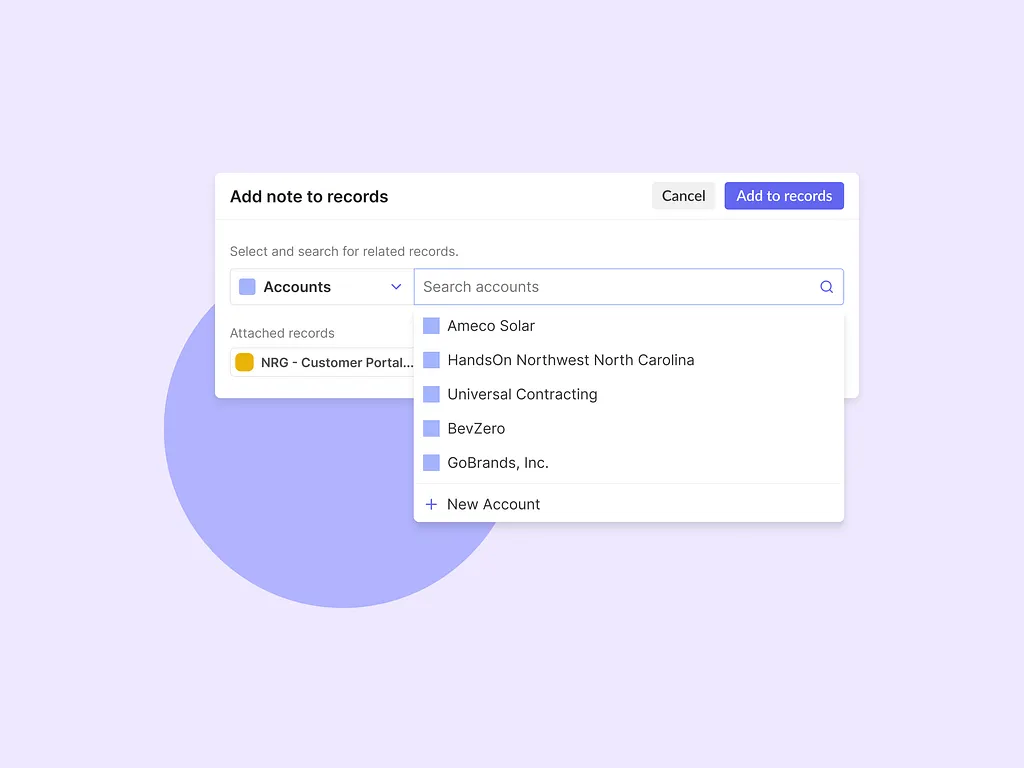 Add note to records
Cancel
Add to records
Select and search for related records.
Accounts
Search accounts
Ameco Solar
Attached records
HandsOn Northwest North Carolina
NRG - Customer Portal...
Universal Contracting
BevZero
GoBrands, Inc.
+ New Account